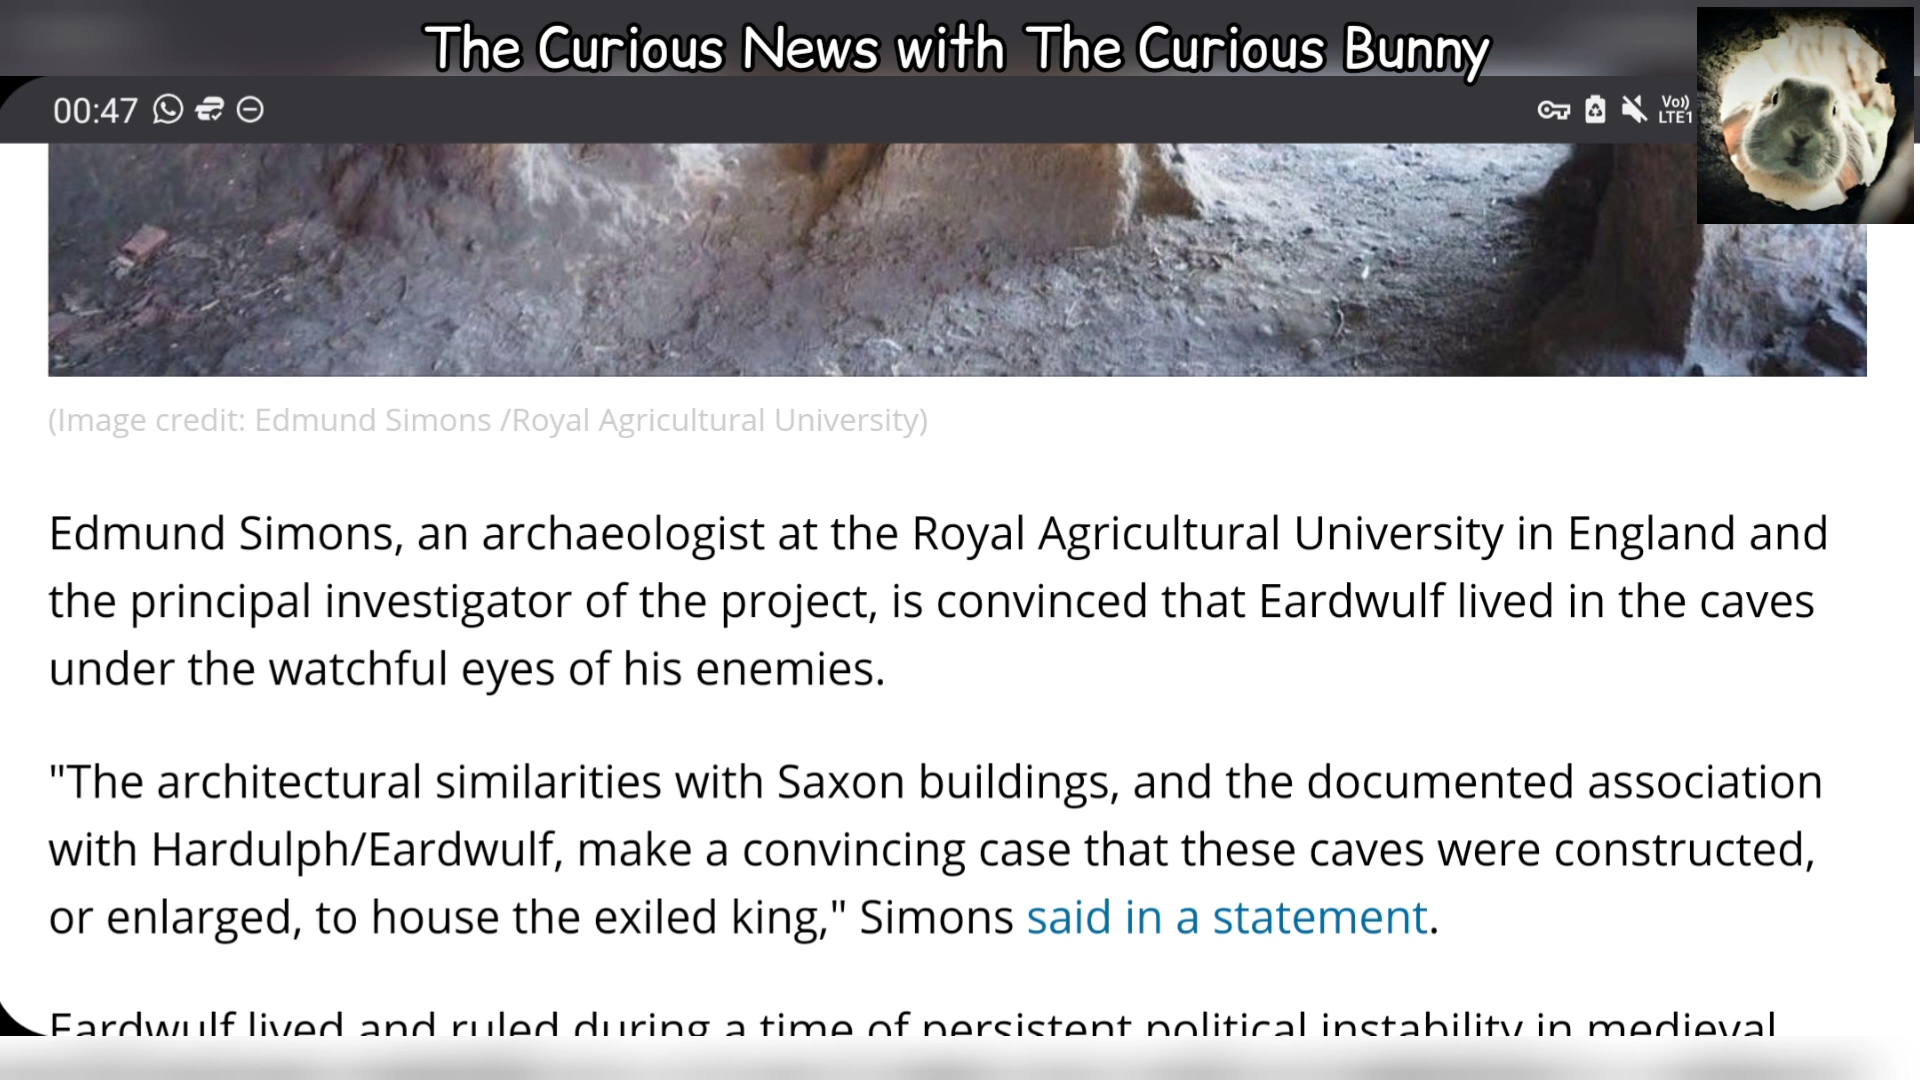 The Curious News with The Curious Bunny
00:47
Vo)) LTE1
(Image credit: Edmund Simons /Royal Agricultural University)
Edmund Simons, an archaeologist at the Royal Agricultural University in England and
the principal investigator of the project, is convinced that Eardwulf lived in the caves
under the watchful eyes of his enemies.
"The architectural similarities with Saxon buildings, and the documented association
with Hardulph/Eardwulf, make a convincing case that these caves were constructed,
or enlarged, to house the exiled king," Simons said in a statement.
Eardwulf lived and ruled during a time of persistent political instability in medieval